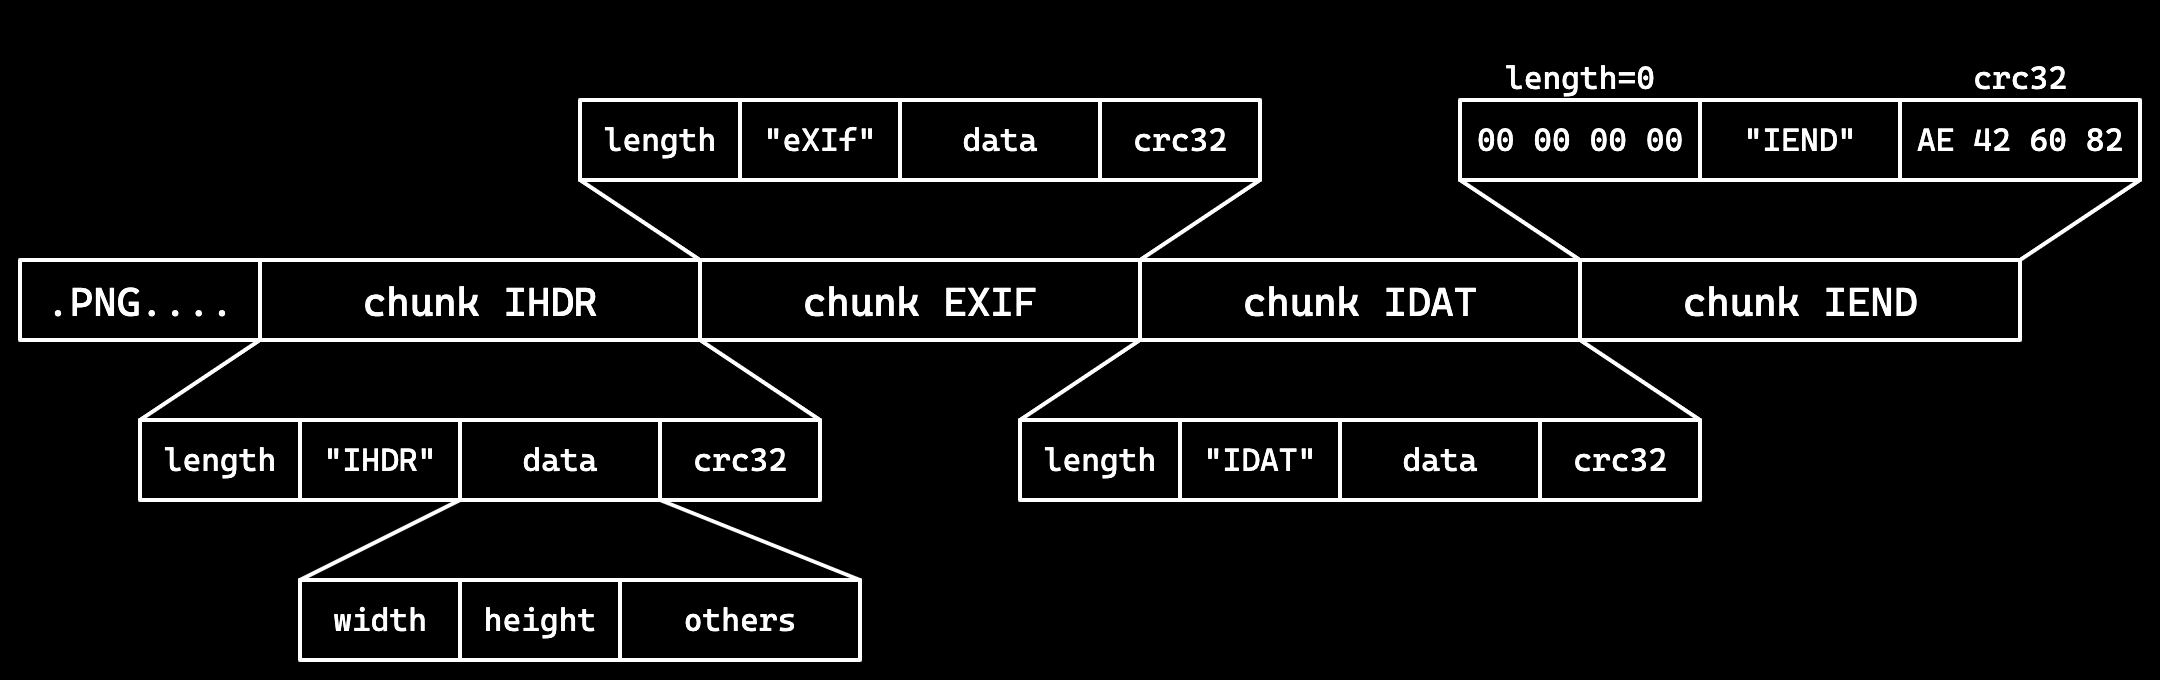 length=0 crc32
length "eXIf" data crc32 00 00 00 00 "IEND" AE 42 60 82
.PNG.... chunk IHDR chunk EXIF chunk IDAT chunk IEND
length "IHDR" data crc32 length "IDAT" data crc32
width height others